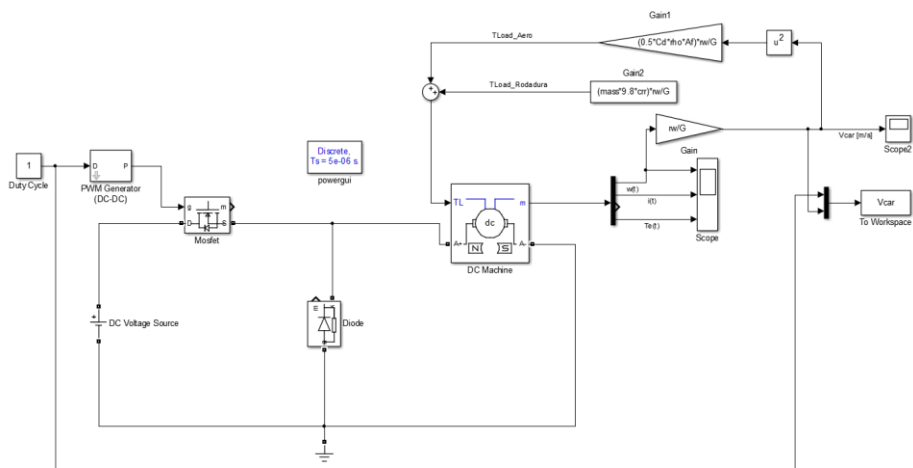 Gain1
TLoad_Aero
(0.5*Cd*rho*Af)*rw/G
u²
Gain2
TLoad_Rodadura
(mass*9.8*crr)*rw/G
+
+
rw/G
Vcar [m/s]
Scope2
Discrete,
Ts = 5e-06 s.
powergui
1
Duty Cycle
D
P
PWM Generator
(DC-DC)
Gain
g
m
D
S
Mosfet
TL
m
dc
A+
A-
N
S
DC Machine
w(t)
i(t)
Te(t)
Scope
Vcar
To Workspace
+
DC Voltage Source
m
Diode